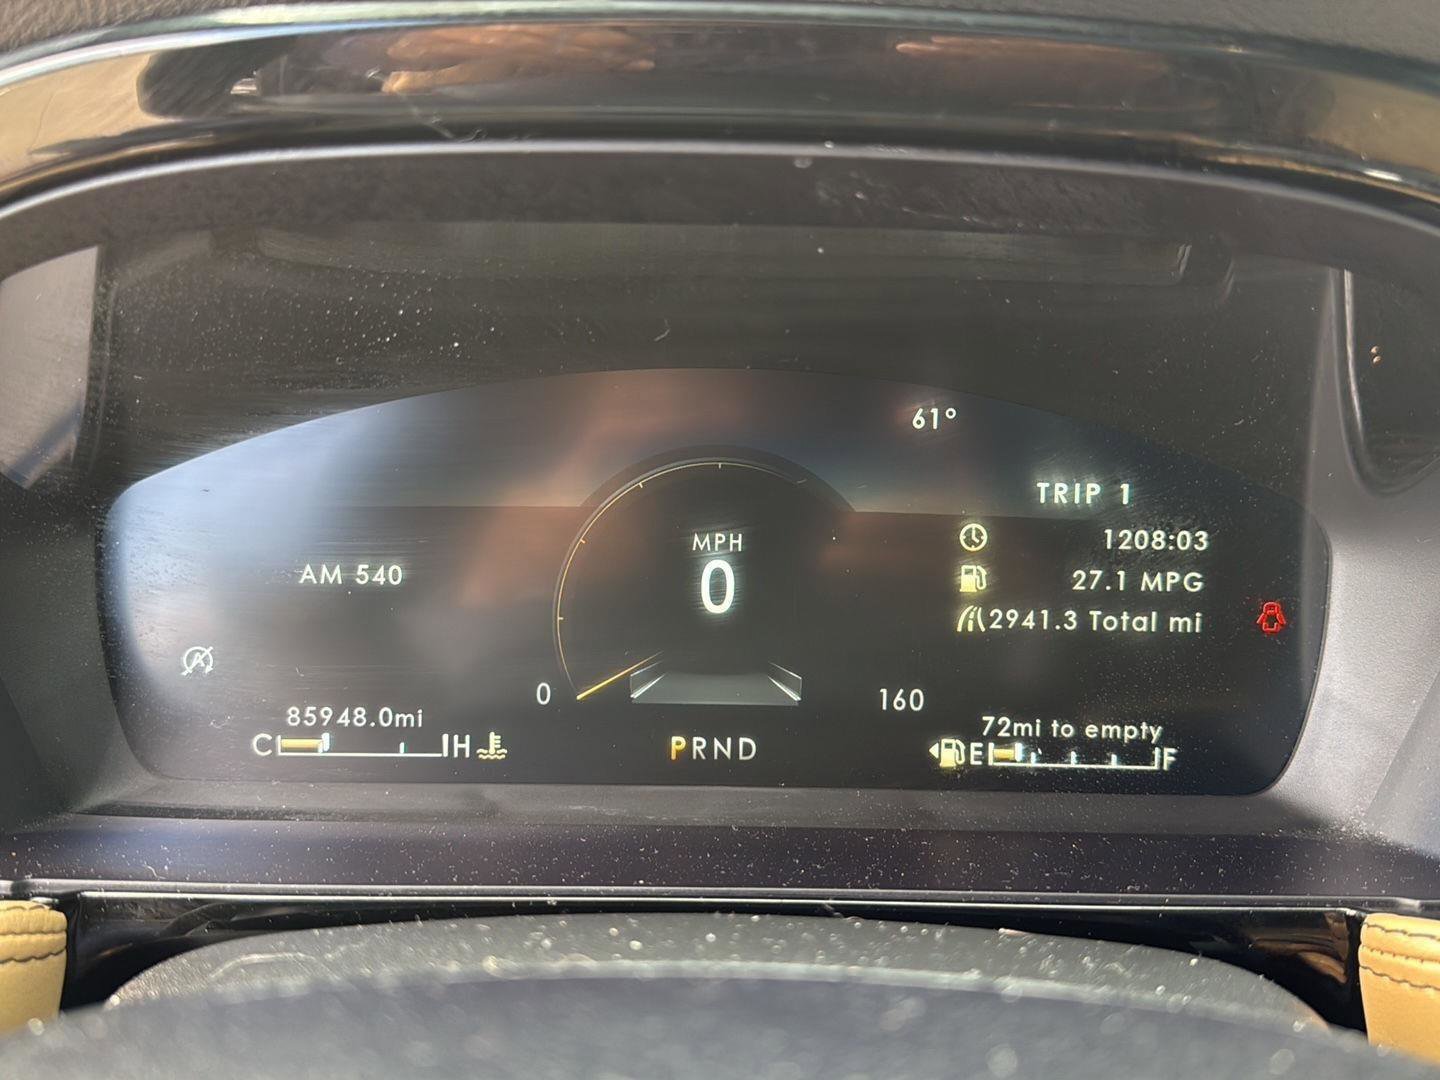 61°
TRIP 1
1208:03
27.1 MPG
2941.3 Total mi
AM 540
MPH
0
A
0
160
85948.0mi
C H
PRND
72mi to empty
E F